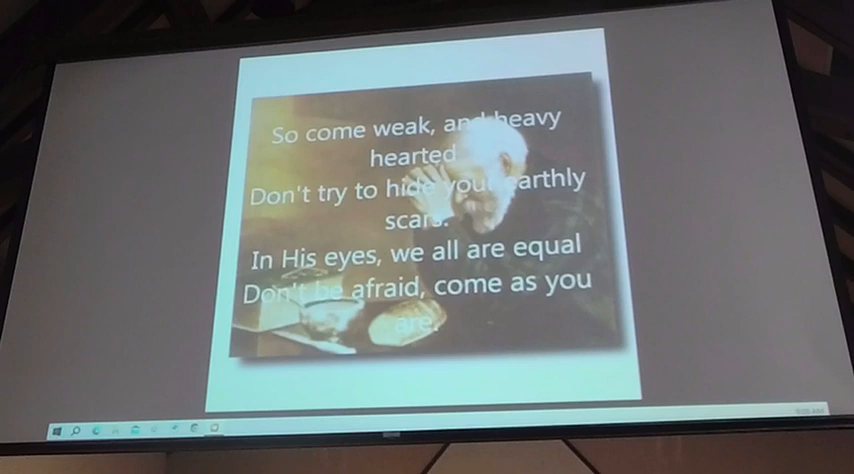 So come weak, and heavy
hearted
Don't try to hide your earthly
scars.
In His eyes, we all are equal
Don't be afraid, come as you
are.